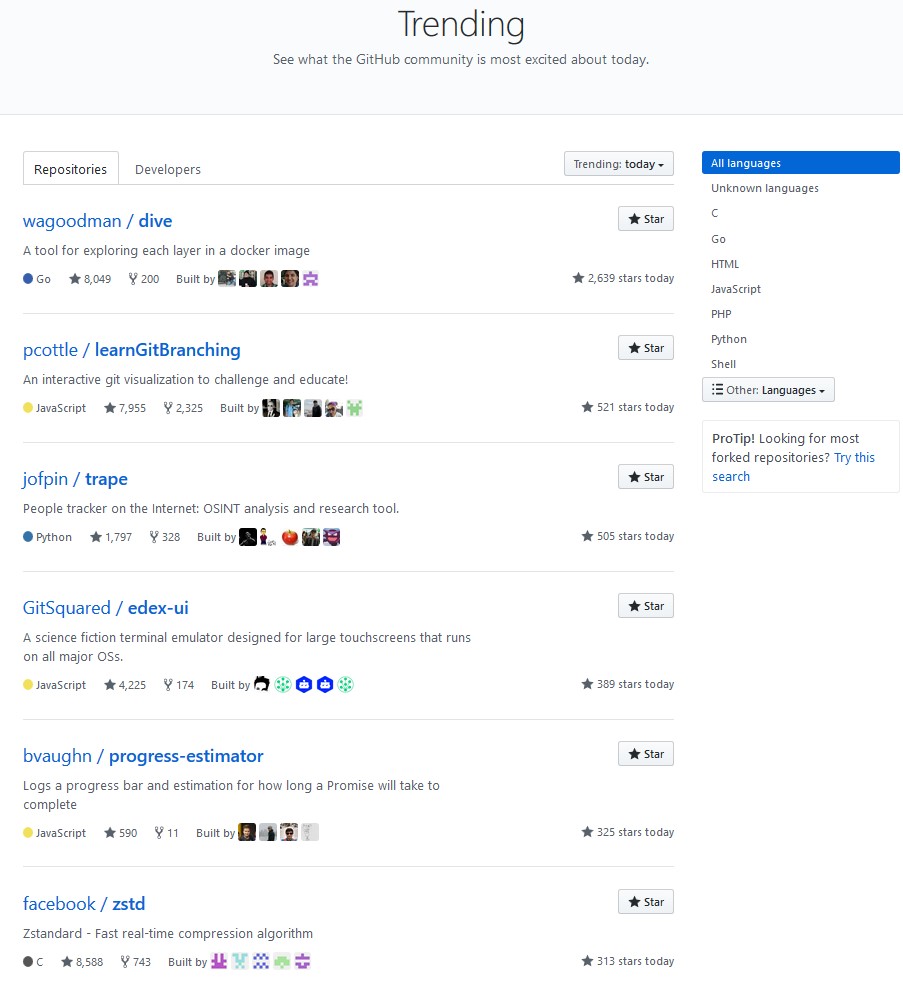 Trending
See what the GitHub community is most excited about today.
Repositories
Developers
Trending: today
wagoodman / dive
Star
A tool for exploring each layer in a docker image
Go 8,049 200 Built by 2,639 stars today
pcottle / learnGitBranching
Star
An interactive git visualization to challenge and educate!
JavaScript 7,955 2,325 Built by 521 stars today
jofpin / trape
Star
People tracker on the Internet: OSINT analysis and research tool.
Python 1,797 328 Built by 505 stars today
GitSquared / edex-ui
Star
A science fiction terminal emulator designed for large touchscreens that runs
on all major OSs.
JavaScript 4,225 174 Built by 389 stars today
bvaughn / progress-estimator
Star
Logs a progress bar and estimation for how long a Promise will take to
complete
JavaScript 590 11 Built by 325 stars today
facebook / zstd
Star
Zstandard - Fast real-time compression algorithm
C 8,588 743 Built by 313 stars today
All languages
Unknown languages
C
Go
HTML
JavaScript
PHP
Python
Shell
Other: Languages
ProTip! Looking for most
forked repositories? Try this
search